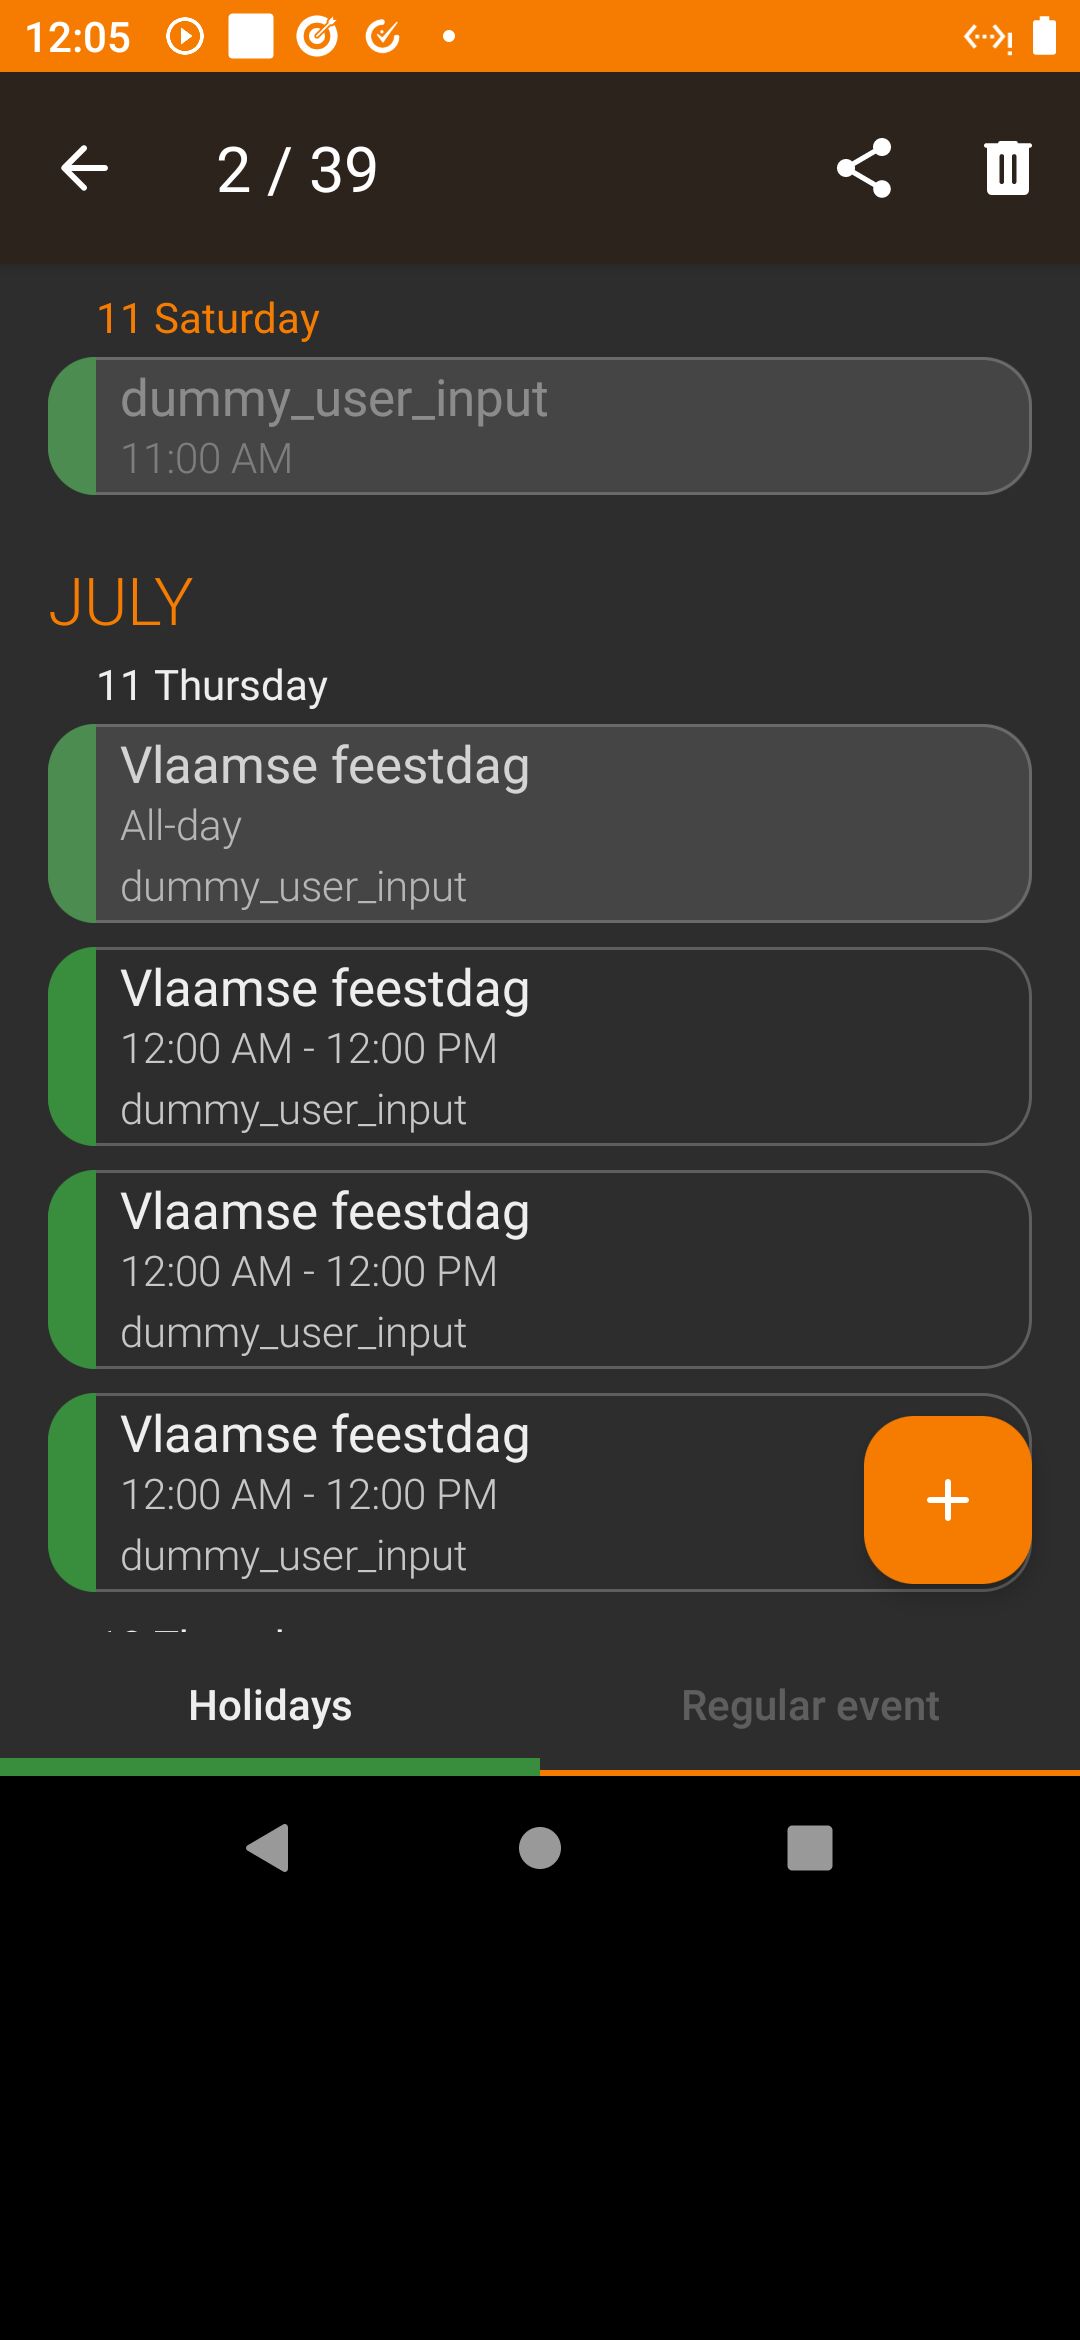 12:05
2 / 39
11 Saturday
dummy_user_input
11:00 AM
JULY
11 Thursday
Vlaamse feestdag
All-day
dummy_user_input
Vlaamse feestdag
12:00 AM - 12:00 PM
dummy_user_input
Vlaamse feestdag
12:00 AM - 12:00 PM
dummy_user_input
Vlaamse feestdag
12:00 AM - 12:00 PM
dummy_user_input
Holidays
Regular event